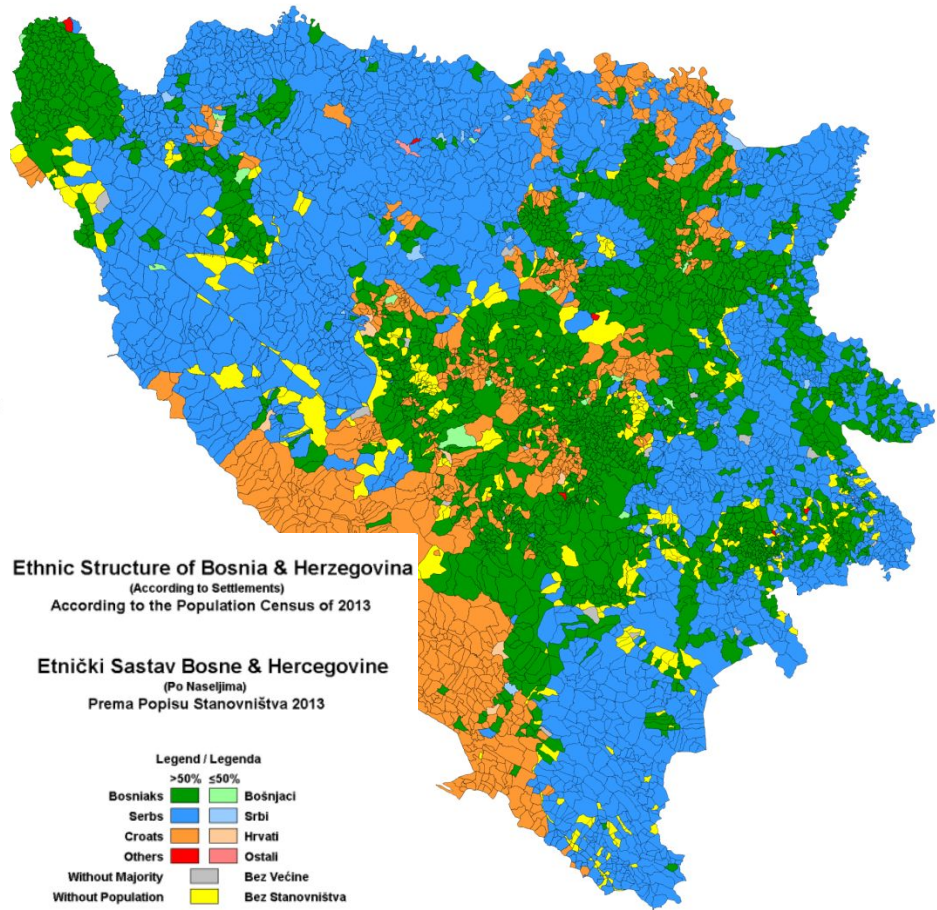 Ethnic Structure of Bosnia & Herzegovina
(According to Settlements)
According to the Population Census of 2013
Etnički Sastav Bosne & Hercegovine
(Po Naseljima)
Prema Popisu Stanovništva 2013
Legend / Legenda
>50% ≤50%
Bosniaks Bošnjaci
Serbs Srbi
Croats Hrvati
Others Ostali
Without Majority Bez Većine
Without Population Bez Stanovništva